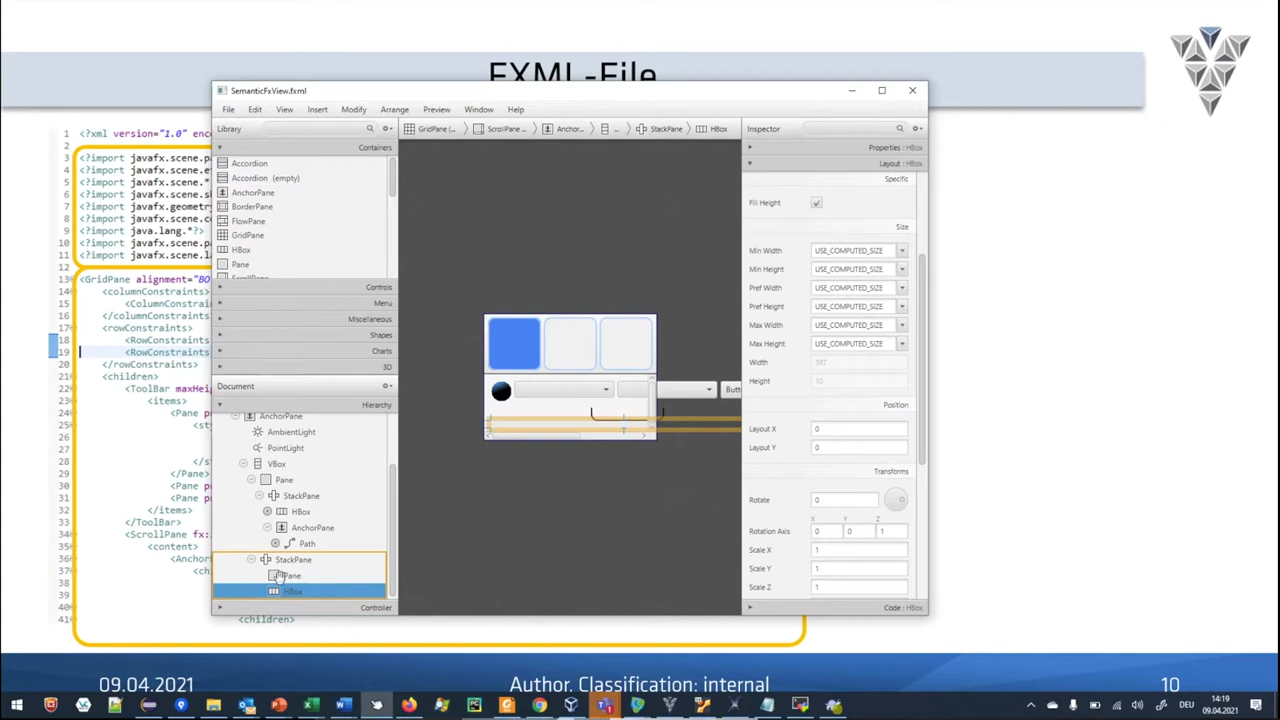 FXML-File
SemanticFxView.fxml
File Edit View Insert Modify Arrange Preview Window Help
Library
Containers
Accordion
Accordion (empty)
AnchorPane
BorderPane
FlowPane
GridPane
HBox
Pane
ScrollPane
Controls
Menu
Miscellaneous
Shapes
Charts
3D
Document
Hierarchy
AnchorPane
AmbientLight
PointLight
VBox
Pane
StackPane
HBox
AnchorPane
Path
StackPane
Pane
HBox
Controller
GridPane (... ScrollPane ... Anchor... ... StackPane HBox
Butt
Inspector
Properties : HBox
Layout : HBox
Specific
Fill Height
Size
Min Width USE_COMPUTED_SIZE
Min Height USE_COMPUTED_SIZE
Pref Width USE_COMPUTED_SIZE
Pref Height USE_COMPUTED_SIZE
Max Width USE_COMPUTED_SIZE
Max Height USE_COMPUTED_SIZE
Width 397
Height 10
Position
Layout X 0
Layout Y 0
Transforms
Rotate 0
X Y Z
Rotation Axis 0 0 1
Scale X 1
Scale Y 1
Scale Z 1
Code : HBox
1 <?xml version="1.0" enc
2
3 <?import javafx.scene.p
4 <?import javafx.scene.e
5 <?import javafx.scene.*
6 <?import javafx.scene.s
7 <?import javafx.geometr
8 <?import javafx.scene.c
9 <?import java.lang.*?>
10 <?import javafx.scene.p
11 <?import javafx.scene.l
12
13 <GridPane alignment="BO
14 <columnConstraints>
15 <ColumnConstrain
16 </columnConstraints>
17 <rowConstraints>
18 <RowConstraints
19 <RowConstraints
20 </rowConstraints>
21 <children>
22 <ToolBar maxHei
23 <items>
24 <Pane p
25 <st
26
27
28 </s
29 </Pane>
30 <Pane p
31 <Pane p
32 </items>
33 </ToolBar>
34 <ScrollPane fx:
35 <content>
36 <Anchor
37 <ch
38
39
40
41 <children>
09.04.2021
Author, Classification: internal
10
DEU
14:19
09.04.2021